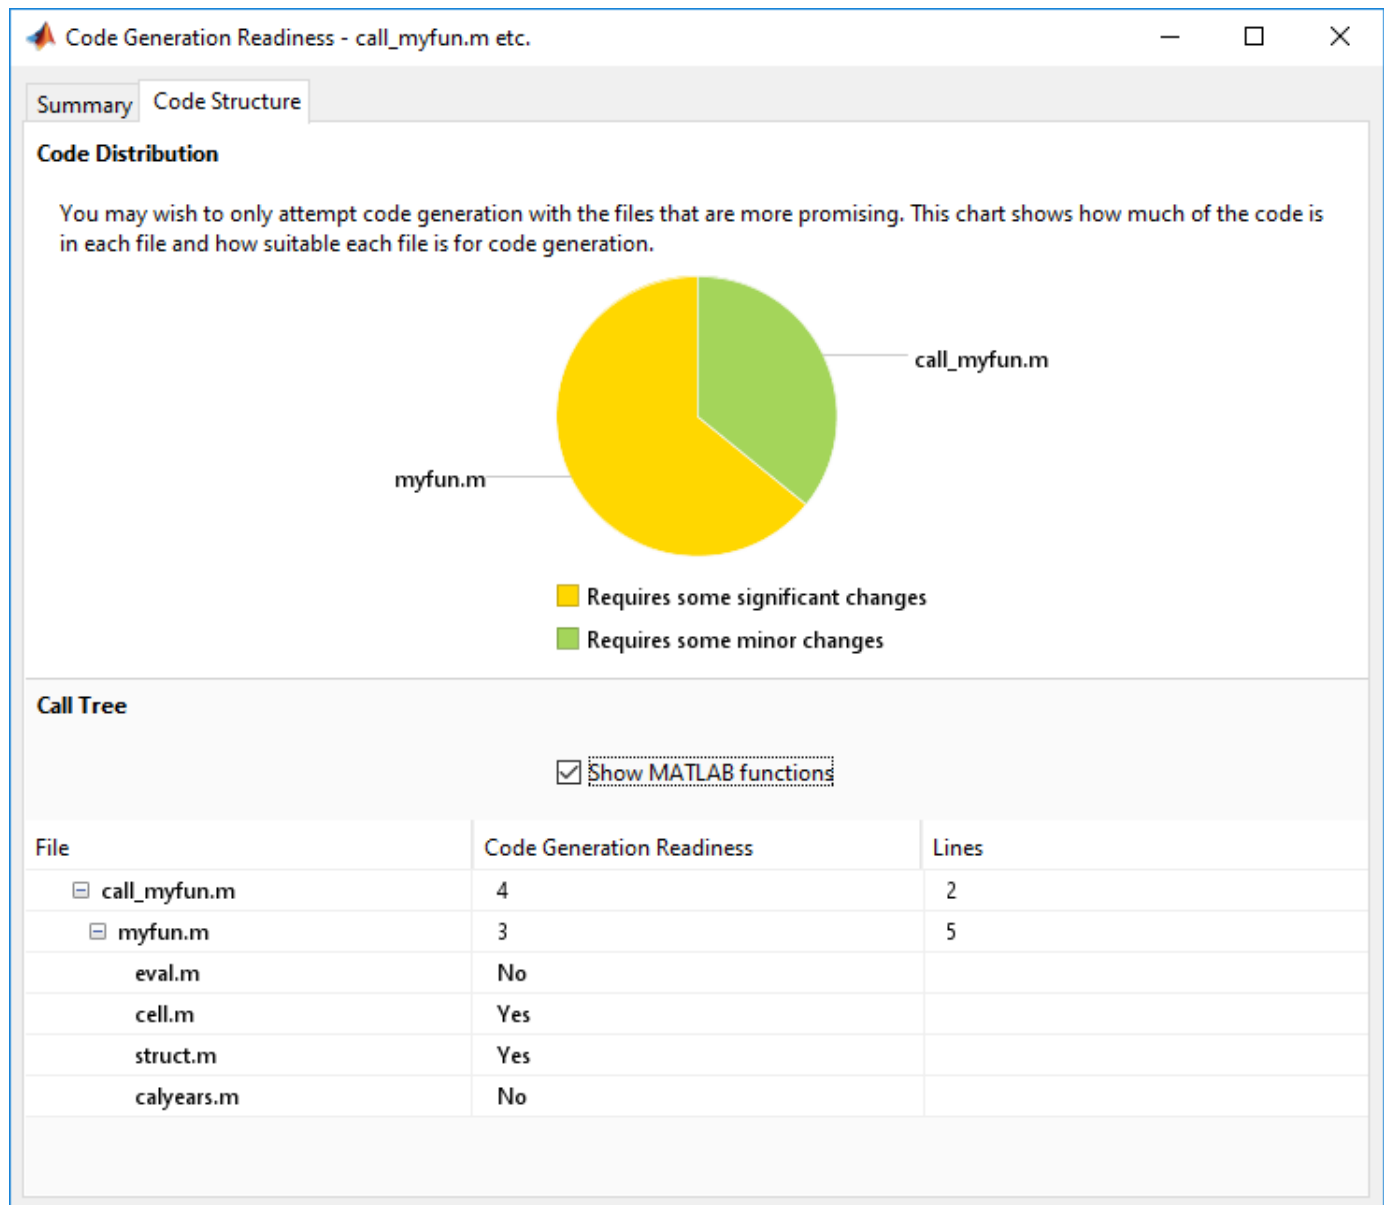 Code Generation Readiness - call_myfun.m etc.
Summary Code Structure
Code Distribution
You may wish to only attempt code generation with the files that are more promising. This chart shows how much of the code is
in each file and how suitable each file is for code generation.
call_myfun.m
myfun.m
Requires some significant changes
Requires some minor changes
Call Tree
Show MATLAB functions
File Code Generation Readiness Lines
call_myfun.m 4 2
myfun.m 3 5
eval.m No
cell.m Yes
struct.m Yes
calyears.m No